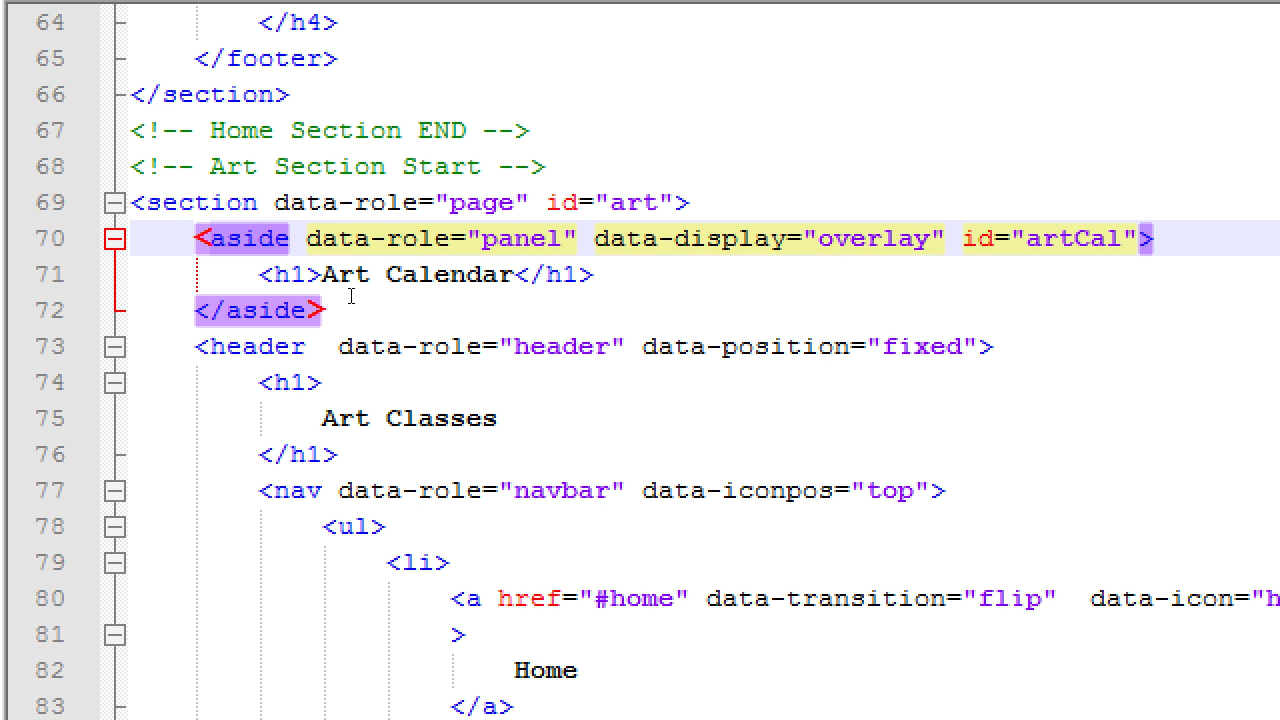 64 </h4>
65 </footer>
66 </section>
67 <!-- Home Section END -->
68 <!-- Art Section Start -->
69 <section data-role="page" id="art">
70 <aside data-role="panel" data-display="overlay" id="artCal">
71 <h1>Art Calendar</h1>
72 </aside>
73 <header  data-role="header" data-position="fixed">
74 <h1>
75 Art Classes
76 </h1>
77 <nav data-role="navbar" data-iconpos="top">
78 <ul>
79 <li>
80 <a href="#home" data-transition="flip"  data-icon="h
81 >
82 Home
83 </a>